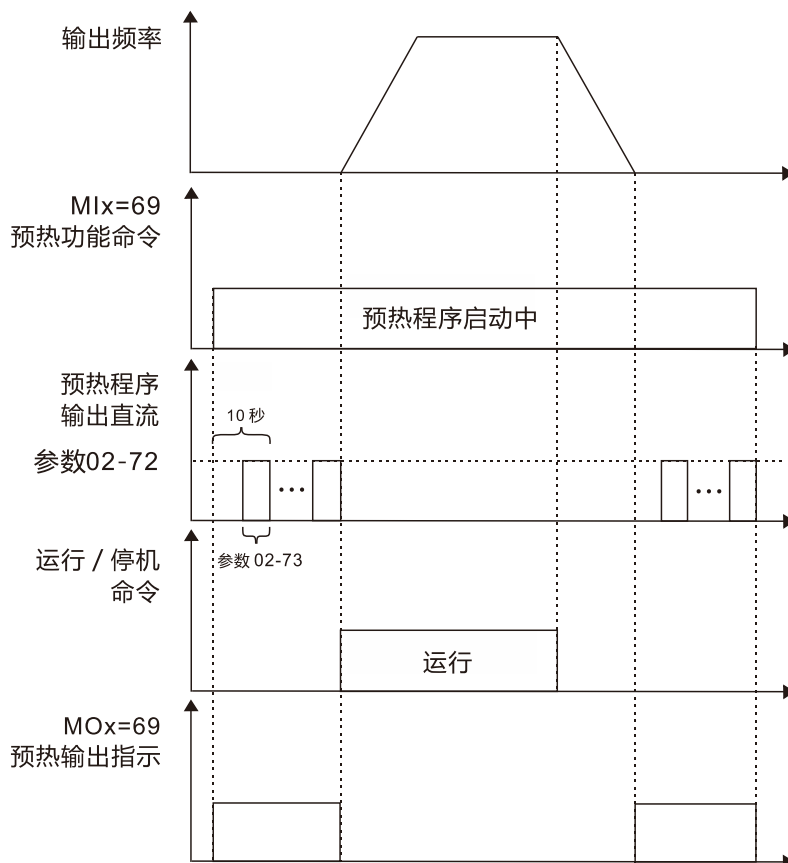 输出频率
MIx=69
预热功能命令
预热程序启动中
预热程序
输出直流
10 秒
参数02-72
参数 02-73
运行 / 停机
命令
运行
MOx=69
预热输出指示